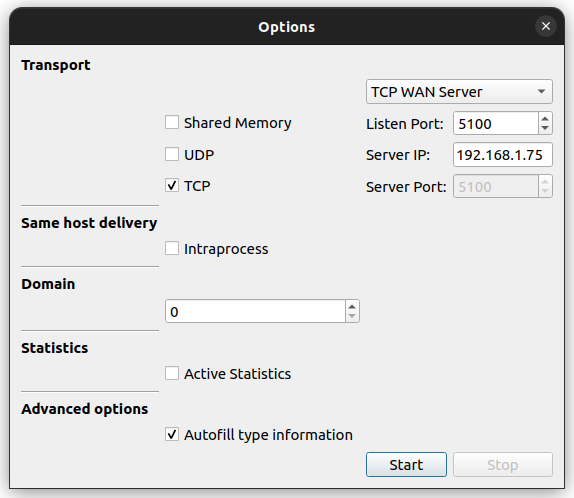 Options
Transport
TCP WAN Server
Shared Memory Listen Port: 5100
UDP Server IP: 192.168.1.75
TCP Server Port: 5100
Same host delivery
Intraprocess
Domain
0
Statistics
Active Statistics
Advanced options
Autofill type information
Start Stop